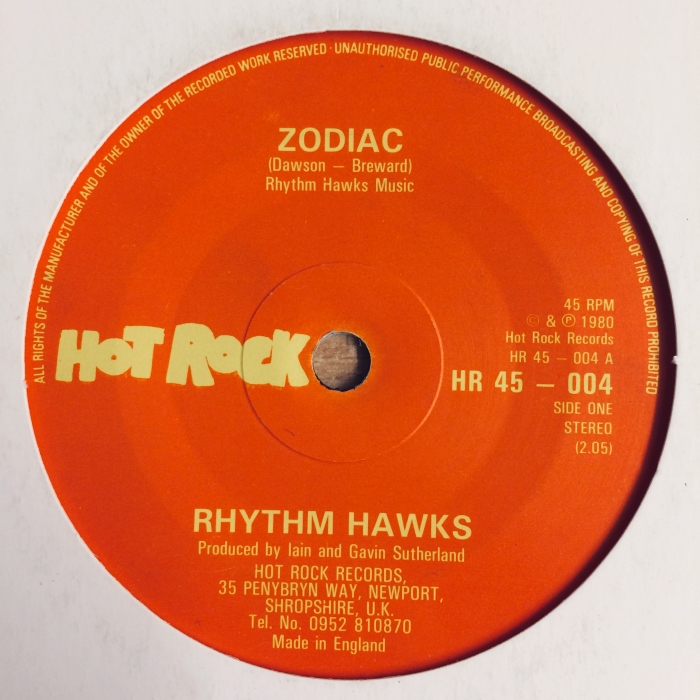 ALL RIGHTS OF THE MANUFACTURER AND OF THE OWNER OF THE RECORDED WORK RESERVED · UNAUTHORISED PUBLIC PERFORMANCE BROADCASTING AND COPYING OF THIS RECORD PROHIBITED
ZODIAC
(Dawson — Breward)
Rhythm Hawks Music
HOT ROCK
45 RPM
© & ℗ 1980
Hot Rock Records
HR 45 — 004 A
HR 45 — 004
SIDE ONE
STEREO
(2.05)
RHYTHM HAWKS
Produced by Iain and Gavin Sutherland
HOT ROCK RECORDS,
35 PENYBRYN WAY, NEWPORT,
SHROPSHIRE, U.K.
Tel. No. 0952 810870
Made in England